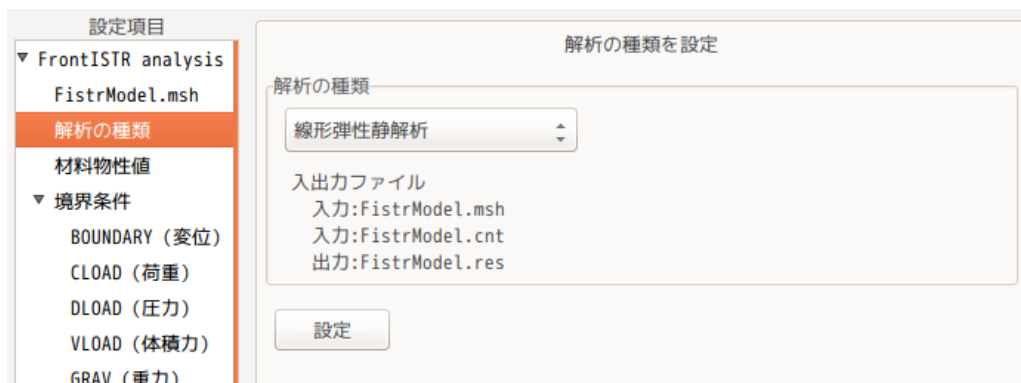 設定項目
FrontISTR analysis
FistrModel.msh
解析の種類
材料物性値
境界条件
BOUNDARY (変位)
CLOAD (荷重)
DLOAD (圧力)
VLOAD (体積力)
GRAV (重力)
解析の種類を設定
解析の種類
線形弾性静解析
入出力ファイル
入力:FistrModel.msh
入力:FistrModel.cnt
出力:FistrModel.res
設定